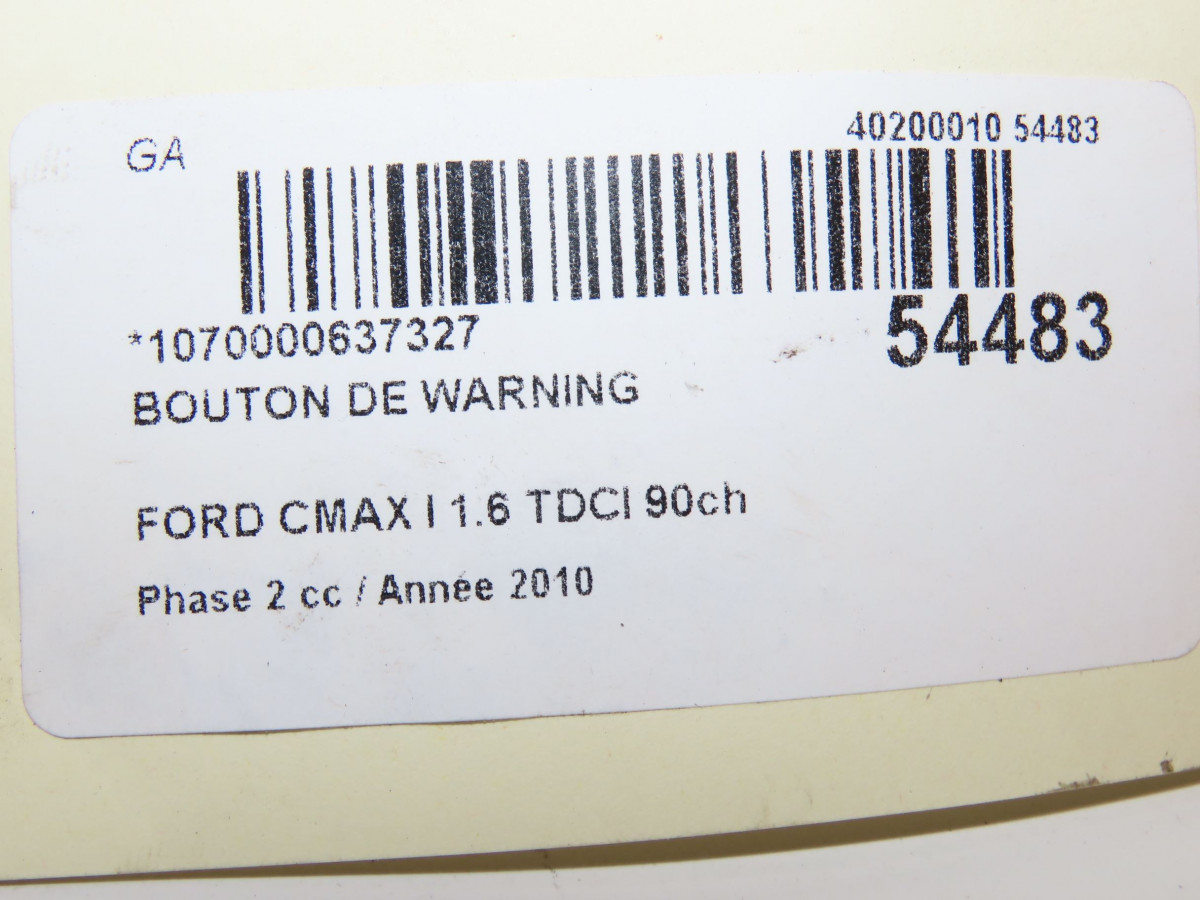 GA
40200010 54483
*1070000637327
54483
BOUTON DE WARNING
FORD CMAX I 1.6 TDCI 90ch
Phase 2 cc / Année 2010